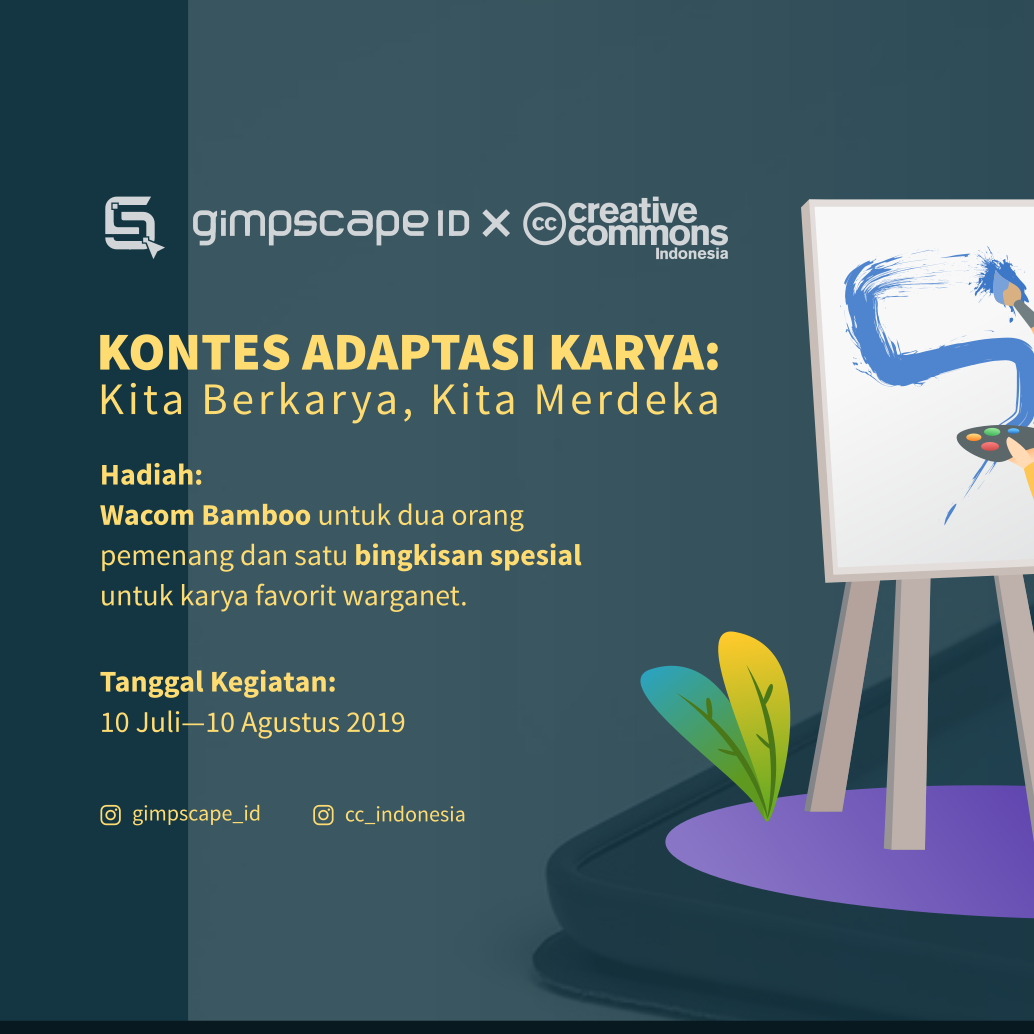 gimpscape ID × cc creative commons Indonesia
KONTES ADAPTASI KARYA:
Kita Berkarya, Kita Merdeka
Hadiah:
Wacom Bamboo untuk dua orang
pemenang dan satu bingkisan spesial
untuk karya favorit warganet.
Tanggal Kegiatan:
10 Juli—10 Agustus 2019
gimpscape_id cc_indonesia